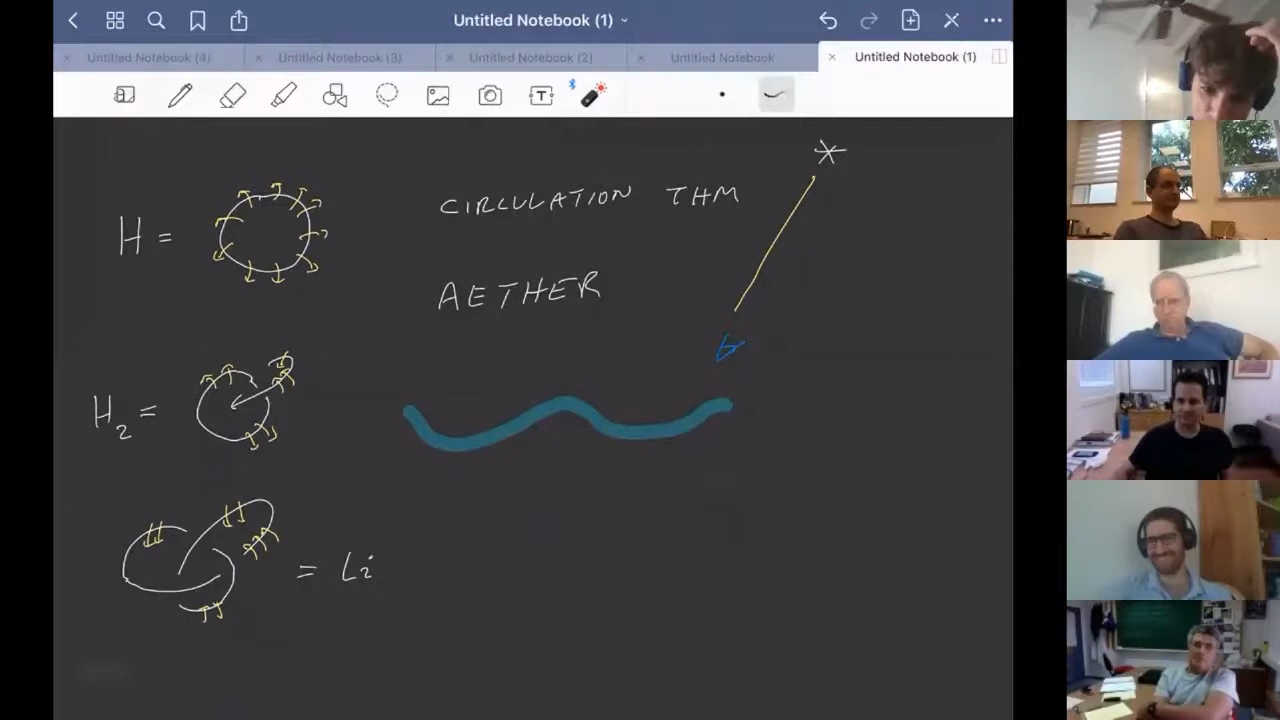 Untitled Notebook (1)
Untitled Notebook (4)
Untitled Notebook (3)
Untitled Notebook (2)
Untitled Notebook
Untitled Notebook (1)
T
H =
CIRCULATION THM
AETHER
H₂ =
= Li